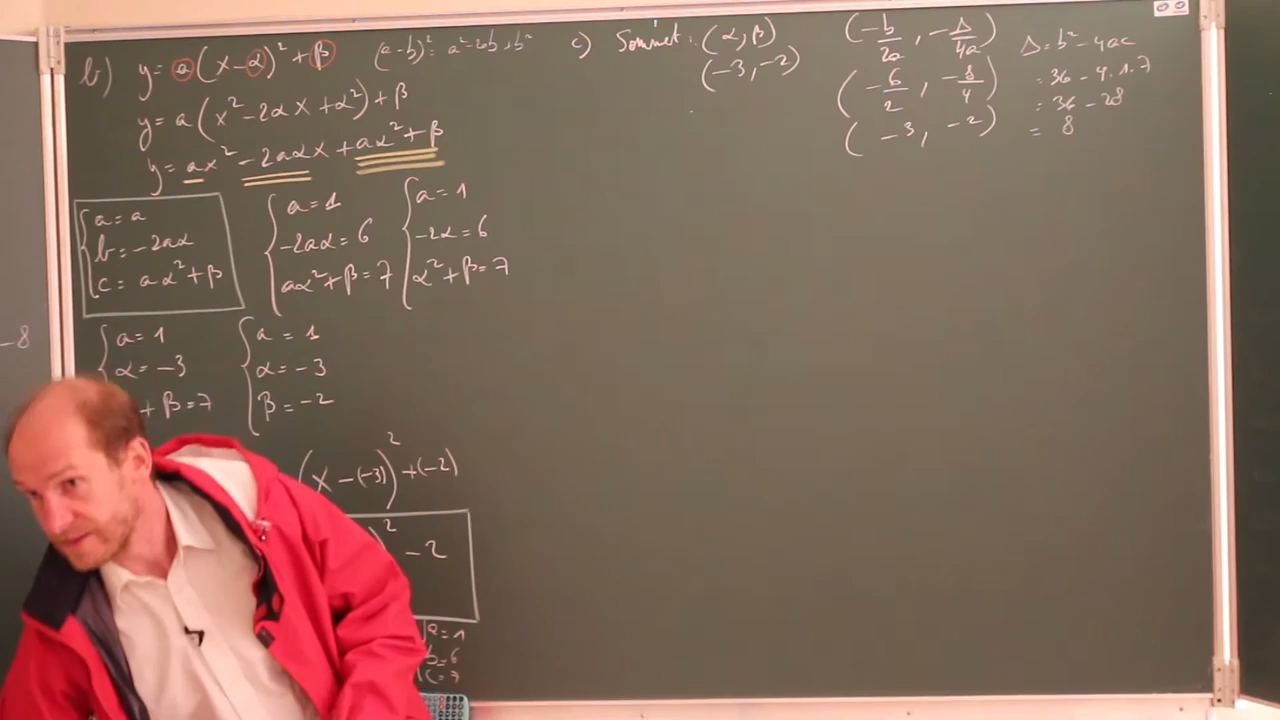 b) y = a(x-α)² + β
(a-b)² = a²-2ab+b²
y = a(x²-2αx+α²)+β
y = ax²-2aαx+aα²+β
{ a = a
b = -2aα
c = aα²+β
{ a = 1
-2aα = 6
aα²+β = 7
{ a = 1
-2α = 6
α²+β = 7
{ a = 1
α = -3
+ β = 7
{ a = 1
α = -3
β = -2
(x-(-3))² + (-2)
)² - 2
a = 1
b = 6
c = 7
-8
c) Sommet : (α, β)
(-3, -2)
(-b/2a, -Δ/4a)
(-6/2, -8/4)
(-3, -2)
Δ = b² - 4ac
= 36 - 4.1.7
= 36 - 28
= 8